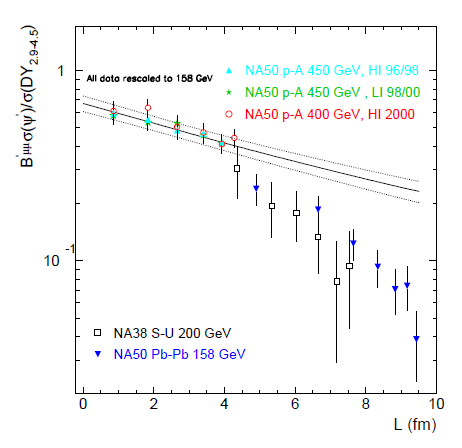 B'μμσ(ψ')/σ(DY2.9-4.5)
1
10 -1
All data rescaled to 158 GeV
NA50 p-A 450 GeV, HI 96/98
NA50 p-A 450 GeV , LI 98/00
NA50 p-A 400 GeV, HI 2000
NA38 S-U 200 GeV
NA50 Pb-Pb 158 GeV
0 2 4 6 8 10
L (fm)